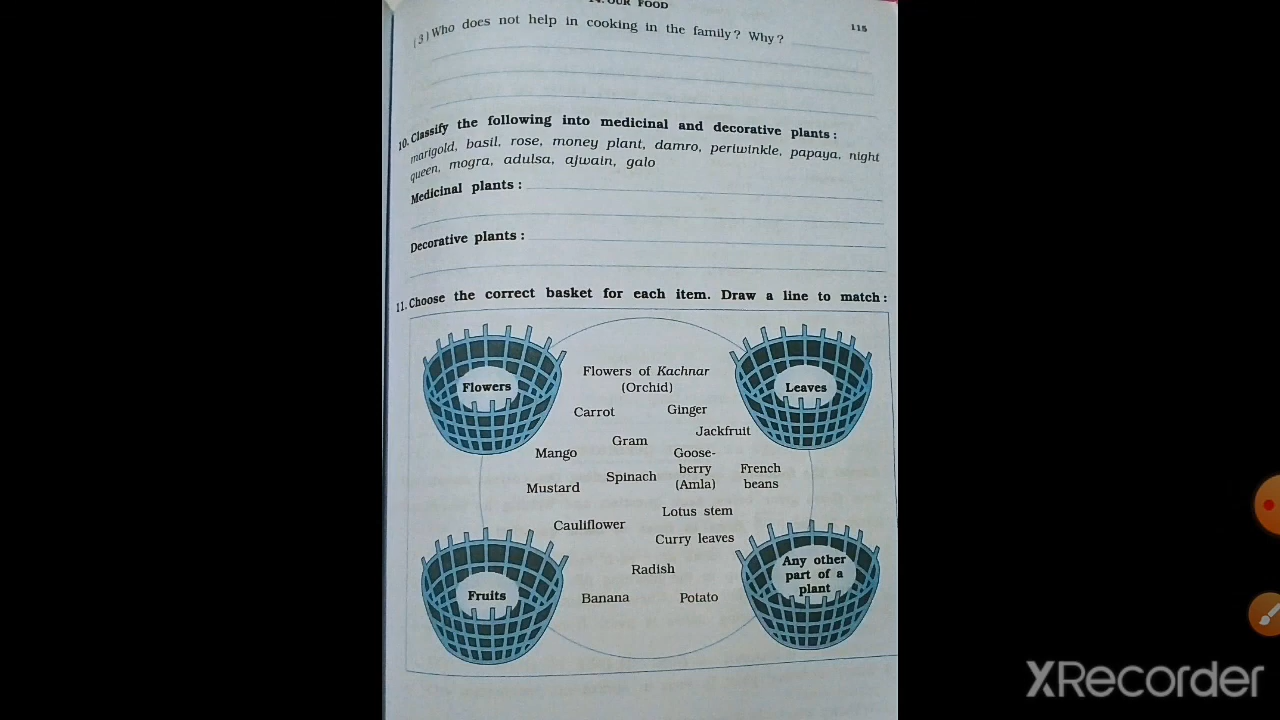 14. OUR FOOD
115
(3) Who does not help in cooking in the family? Why?
10. Classify the following into medicinal and decorative plants :
marigold, basil, rose, money plant, damro, periwinkle, papaya, night
queen, mogra, adulsa, ajwain, galo
Medicinal plants :
Decorative plants :
11. Choose the correct basket for each item. Draw a line to match :
Flowers
Flowers of Kachnar
(Orchid)
Leaves
Carrot
Ginger
Jackfruit
Gram
Mango
Goose-
berry
(Amla)
French
beans
Spinach
Mustard
Lotus stem
Cauliflower
Curry leaves
Any other
part of a
plant
Radish
Fruits
Banana
Potato
XRecorder